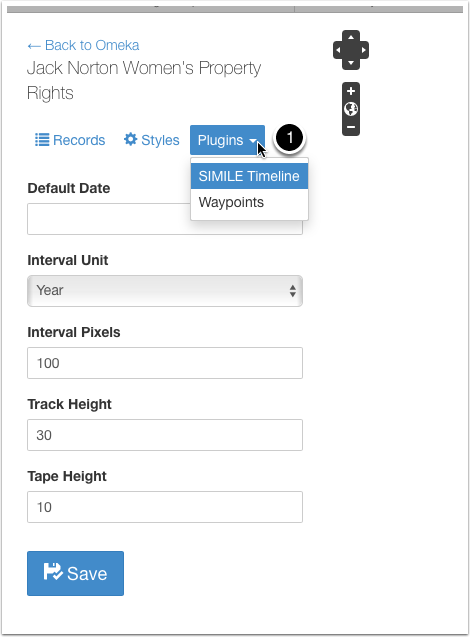 ← Back to Omeka
Jack Norton Women's Property
Rights
Records Styles Plugins 1
SIMILE Timeline
Waypoints
Default Date
Interval Unit
Year
Interval Pixels
100
Track Height
30
Tape Height
10
Save